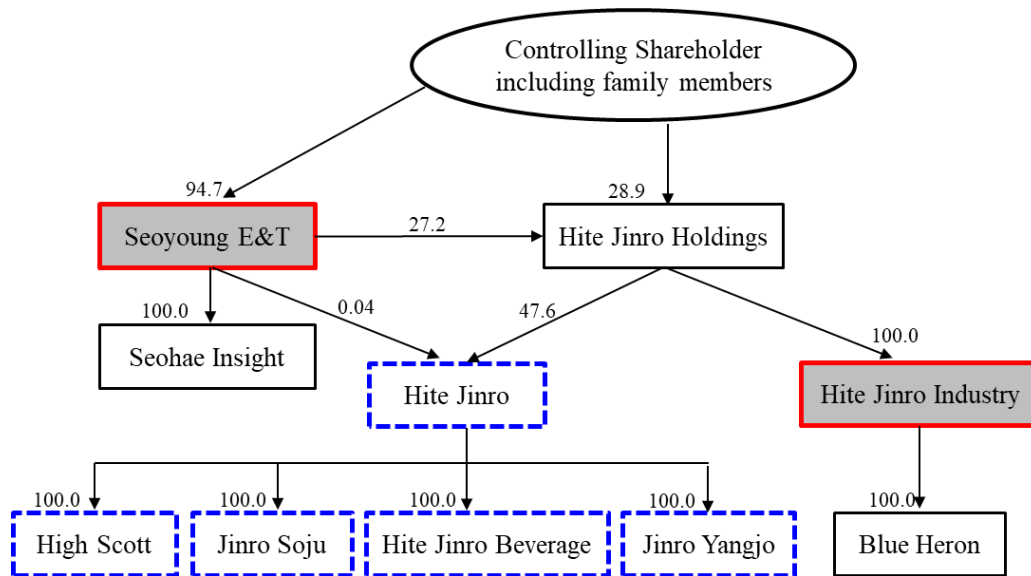 Controlling Shareholder
including family members
94.7
28.9
Seoyoung E&T
27.2
Hite Jinro Holdings
100.0
0.04
47.6
100.0
Seohae Insight
Hite Jinro
Hite Jinro Industry
100.0
100.0
100.0
100.0
100.0
High Scott
Jinro Soju
Hite Jinro Beverage
Jinro Yangjo
Blue Heron